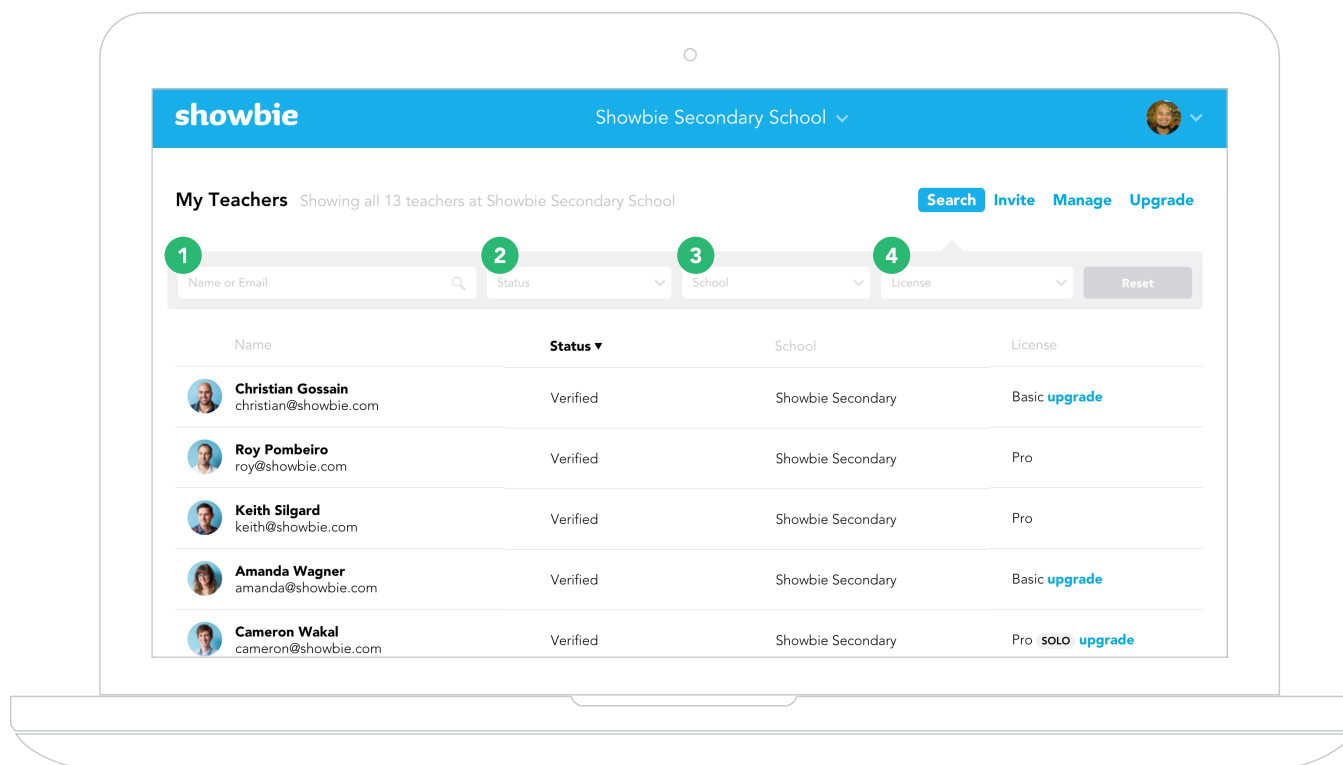 showbie
Showbie Secondary School
My Teachers Showing all 13 teachers at Showbie Secondary School
Search Invite Manage Upgrade
1 2 3 4
Name or Email Status School License Reset
Name Status ▼ School License
Christian Gossain
christian@showbie.com
Verified Showbie Secondary Basic upgrade
Roy Pombeiro
roy@showbie.com
Verified Showbie Secondary Pro
Keith Silgard
keith@showbie.com
Verified Showbie Secondary Pro
Amanda Wagner
amanda@showbie.com
Verified Showbie Secondary Basic upgrade
Cameron Wakal
cameron@showbie.com
Verified Showbie Secondary Pro SOLO upgrade